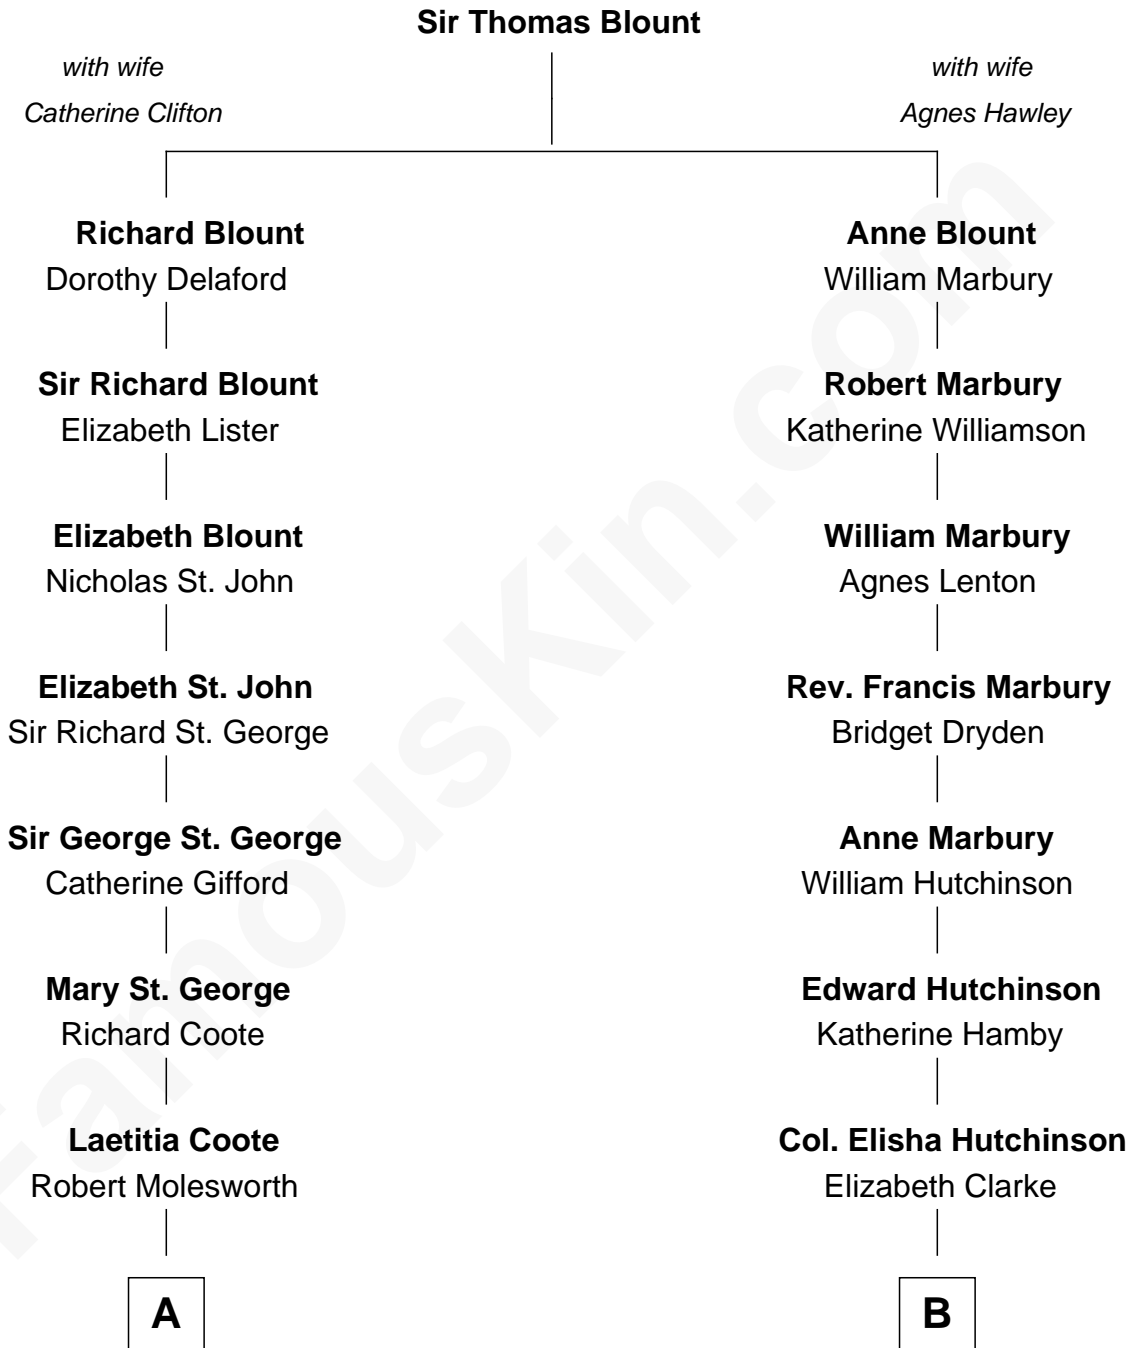 Sir Thomas Blount
with wife
Catherine Clifton
with wife
Agnes Hawley
Richard Blount
Dorothy Delaford
Anne Blount
William Marbury
Sir Richard Blount
Elizabeth Lister
Robert Marbury
Katherine Williamson
Elizabeth Blount
Nicholas St. John
William Marbury
Agnes Lenton
Elizabeth St. John
Sir Richard St. George
Rev. Francis Marbury
Bridget Dryden
Sir George St. George
Catherine Gifford
Anne Marbury
William Hutchinson
Mary St. George
Richard Coote
Edward Hutchinson
Katherine Hamby
Laetitia Coote
Robert Molesworth
Col. Elisha Hutchinson
Elizabeth Clarke
A
B
FamousKin.com